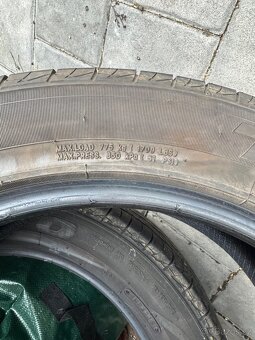 MAX.LOAD 775 KG ( 1709 LBS )
MAX.PRESS. 350 KPA ( 51 PSI )